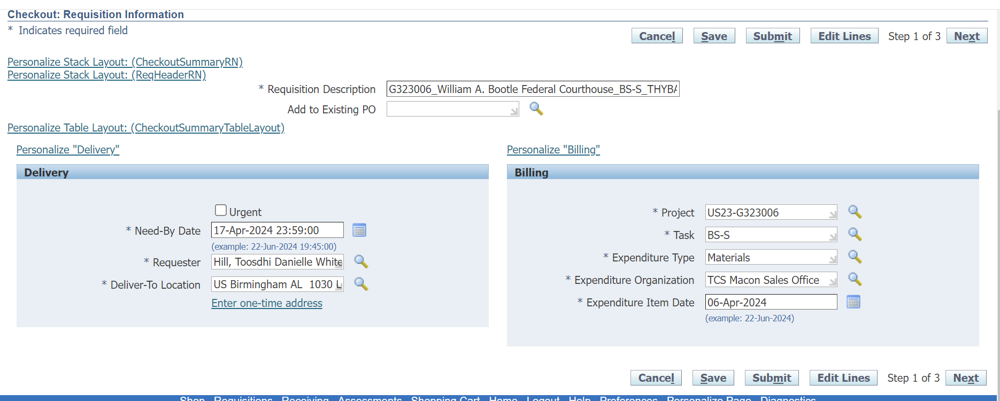 Checkout: Requisition Information
* Indicates required field
Cancel Save Submit Edit Lines Step 1 of 3 Next
Personalize Stack Layout: (CheckoutSummaryRN)
Personalize Stack Layout: (ReqHeaderRN)
* Requisition Description G323006_William A. Bootle Federal Courthouse_BS-S_THYBA
Add to Existing PO
Personalize Table Layout: (CheckoutSummaryTableLayout)
Personalize "Delivery"
Delivery
Urgent
* Need-By Date 17-Apr-2024 23:59:00
(example: 22-Jun-2024 19:45:00)
* Requester Hill, Toosdhi Danielle White
* Deliver-To Location US Birmingham AL 1030 L
Enter one-time address
Personalize "Billing"
Billing
* Project US23-G323006
* Task BS-S
* Expenditure Type Materials
* Expenditure Organization TCS Macon Sales Office
* Expenditure Item Date 06-Apr-2024
(example: 22-Jun-2024)
Cancel Save Submit Edit Lines Step 1 of 3 Next
Shop Requisitions Receiving Assessments Shopping Cart Home Logout Help Preferences Personalize Page Diagnostics